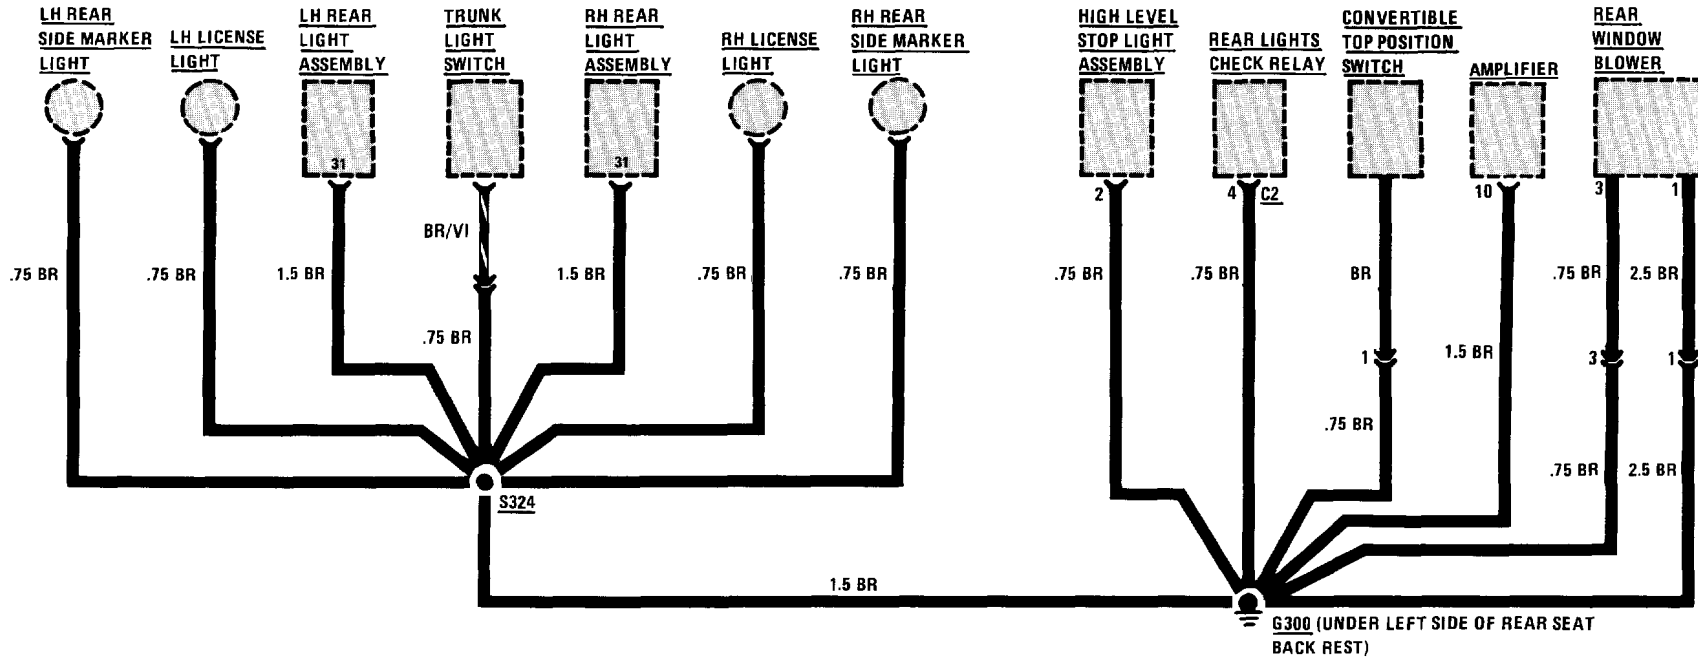 LH REAR
SIDE MARKER
LIGHT
LH LICENSE
LIGHT
LH REAR
LIGHT
ASSEMBLY
TRUNK
LIGHT
SWITCH
RH REAR
LIGHT
ASSEMBLY
RH LICENSE
LIGHT
RH REAR
SIDE MARKER
LIGHT
HIGH LEVEL
STOP LIGHT
ASSEMBLY
REAR LIGHTS
CHECK RELAY
CONVERTIBLE
TOP POSITION
SWITCH
AMPLIFIER
REAR
WINDOW
BLOWER
31
31
2
4
C2
10
3
1
BR/VI
.75 BR
.75 BR
1.5 BR
1.5 BR
.75 BR
.75 BR
.75 BR
.75 BR
BR
.75 BR
2.5 BR
.75 BR
1
1.5 BR
3
1
.75 BR
.75 BR
2.5 BR
S324
1.5 BR
G300 (UNDER LEFT SIDE OF REAR SEAT
BACK REST)